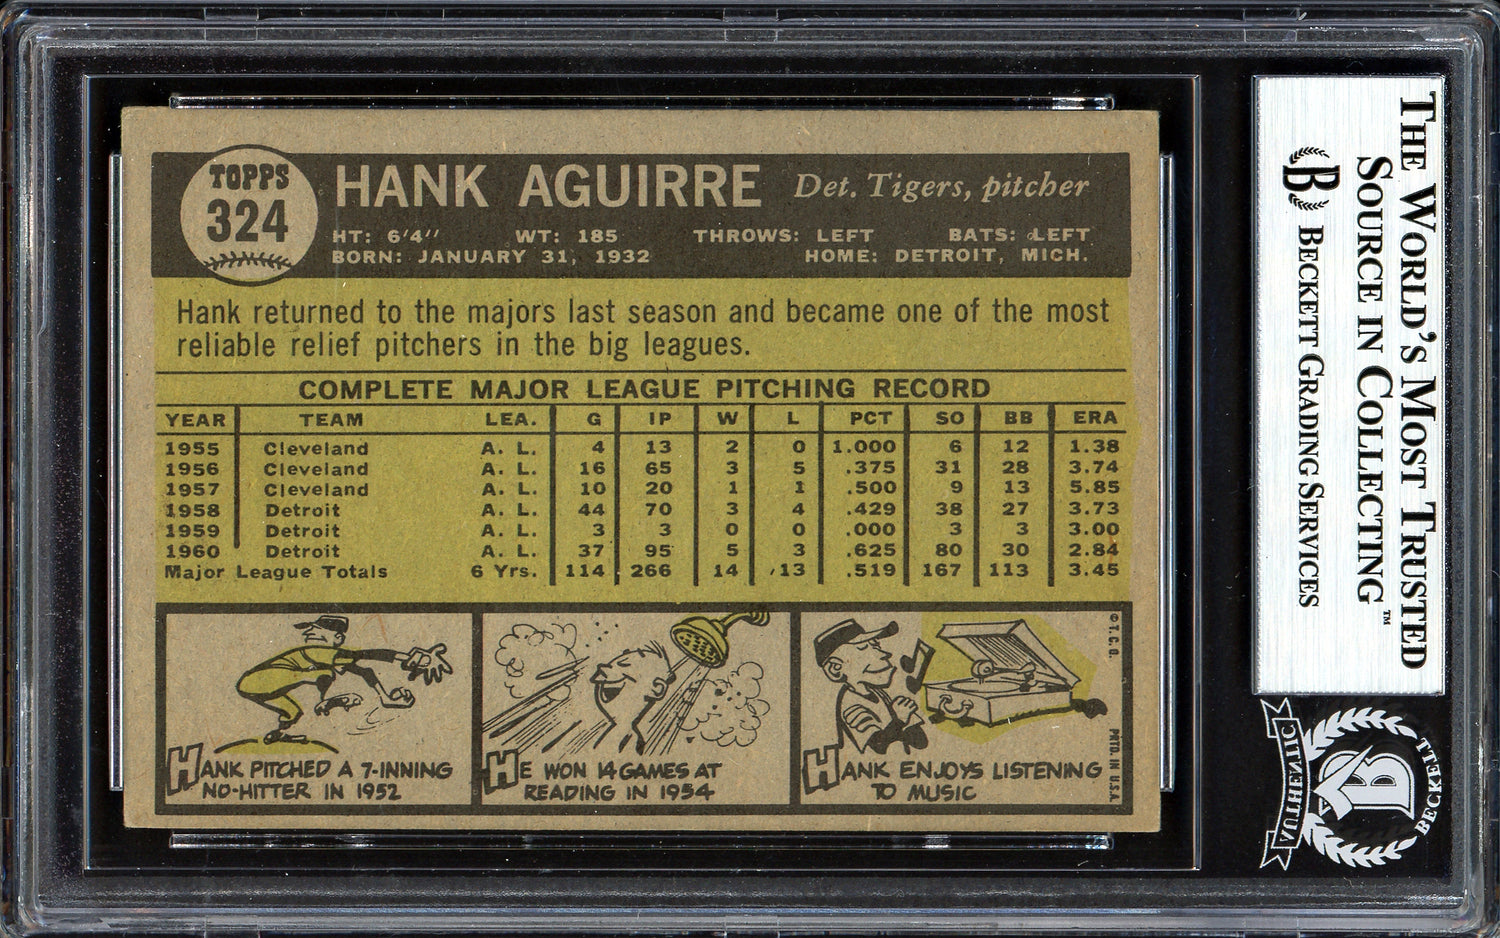 TOPPS
324
HANK AGUIRRE Det. Tigers, pitcher
HT: 6'4" WT: 185 THROWS: LEFT BATS: LEFT
BORN: JANUARY 31, 1932 HOME: DETROIT, MICH.
Hank returned to the majors last season and became one of the most
reliable relief pitchers in the big leagues.
COMPLETE MAJOR LEAGUE PITCHING RECORD
YEAR TEAM LEA. G IP W L PCT SO BB ERA
1955 Cleveland A. L. 4 13 2 0 1.000 6 12 1.38
1956 Cleveland A. L. 16 65 3 5 .375 31 28 3.74
1957 Cleveland A. L. 10 20 1 1 .500 9 13 5.85
1958 Detroit A. L. 44 70 3 4 .429 38 27 3.73
1959 Detroit A. L. 3 3 0 0 .000 3 3 3.00
1960 Detroit A. L. 37 95 5 3 .625 80 30 2.84
Major League Totals 6 Yrs. 114 266 14 13 .519 167 113 3.45
HANK PITCHED A 7-INNING
NO-HITTER IN 1952
HE WON 14 GAMES AT
READING IN 1954
HANK ENJOYS LISTENING
TO MUSIC
© T. C. G.
PRTD. IN U.S.A.
THE WORLD'S MOST TRUSTED
SOURCE IN COLLECTING™
B BECKETT GRADING SERVICES
AUTHENTIC
B
BECKETT